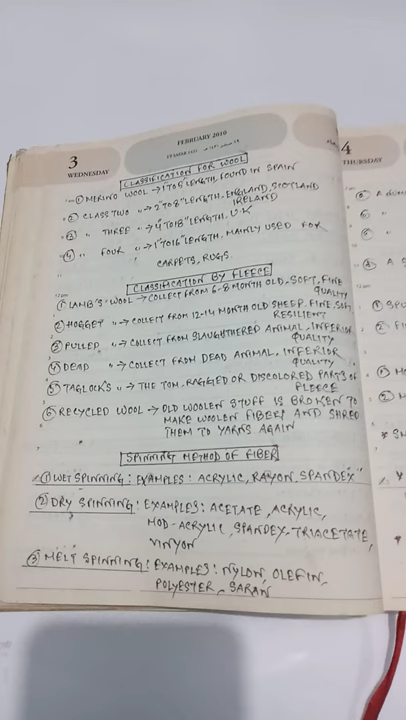 FEBRUARY 2010
3
WEDNESDAY
4
THURSDAY
CLASSIFICATION FOR WOOL
① MERINO WOOL → 1 TO 5" LENGTH, FOUND IN SPAIN
② CLASS TWO " → 2" TO 8" LENGTH, ENGLAND, SCOTLAND
IRELAND
③ " THREE " → 4" TO 18" LENGTH, U.K
④ " FOUR " → 1" TO 16" LENGTH, MAINLY USED FOR
CARPETS, RUGS.
CLASSIFICATION BY FLEECE
① LAMB'S WOOL → COLLECT FROM 6-8 MONTH OLD, SOFT, FINE
QUALITY
② HOGGET " → COLLECT FROM 12-14 MONTH OLD SHEEP. FINE, SOFT
RESILIENT
③ PULLED " → COLLECT FROM SLAUGHTHERED ANIMAL, INFERIOR
QUALITY
④ DEAD " → COLLECT FROM DEAD ANIMAL, INFERIOR
QUALITY
⑤ TAGLOCK'S " → THE TOM, RAGGED OR DISCOLORED PARTS OF
FLEECE
⑥ RECYCLED WOOL → OLD WOOLEN STUFF IS BROKEN TO
MAKE WOOLEN FIBERS AND SHRED
THEM TO YARNS AGAIN
SPINNING METHOD OF FIBER
① WET SPINNING: EXAMPLES: ACRYLIC, RAYON, SPANDEX
② DRY SPINNING: EXAMPLES: ACETATE, ACRYLIC,
MOD-ACRYLIC, SPANDEX, TRIACETATE,
VINYON
③ MELT SPINNING: EXAMPLES: NYLON, OLEFIN,
POLYESTER, SARAN